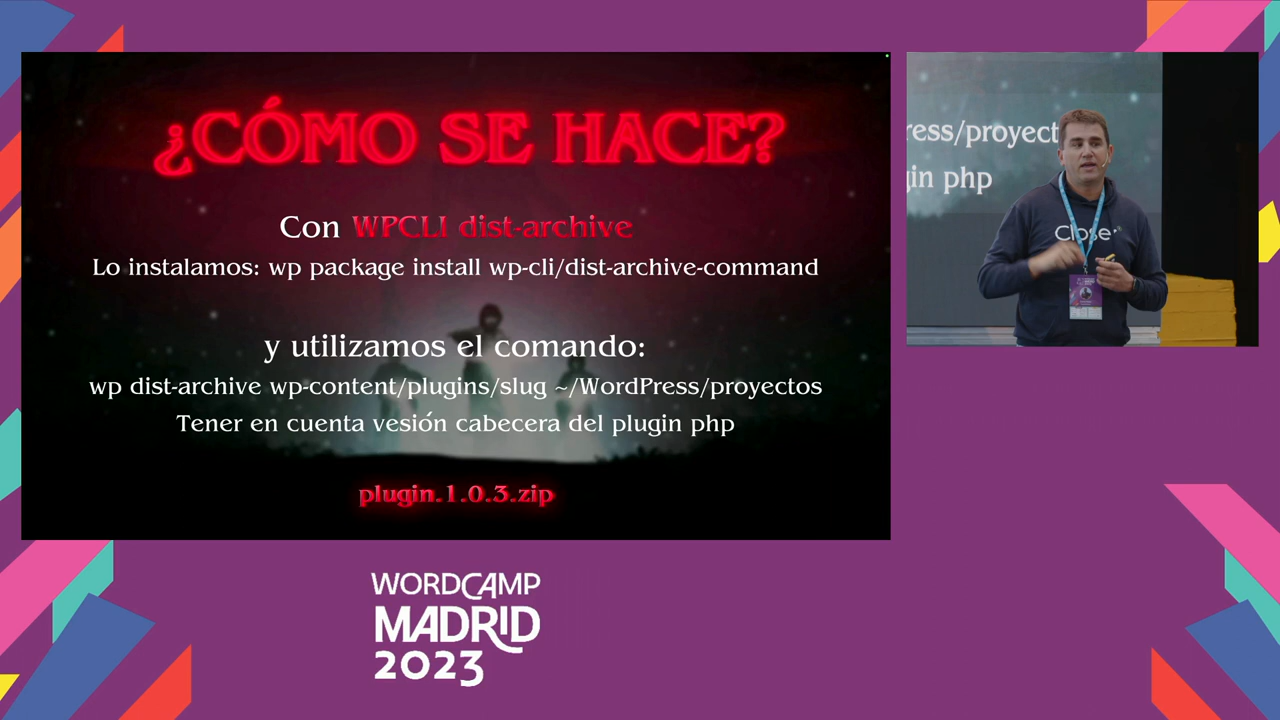 ¿CÓMO SE HACE?
Con WPCLI dist-archive
Lo instalamos: wp package install wp-cli/dist-archive-command
y utilizamos el comando:
wp dist-archive wp-content/plugins/slug ~/WordPress/proyectos
Tener en cuenta vesión cabecera del plugin php
plugin.1.0.3.zip
ress/proyect
gin php
Close
WORDCAMP
MADRID
2023